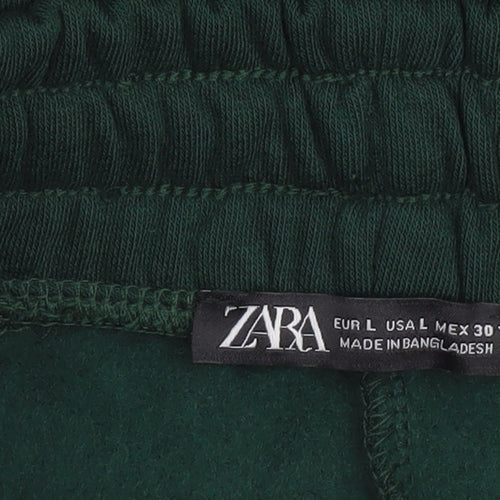 ZARA
EUR L USA L MEX 30
MADE IN BANGLADESH